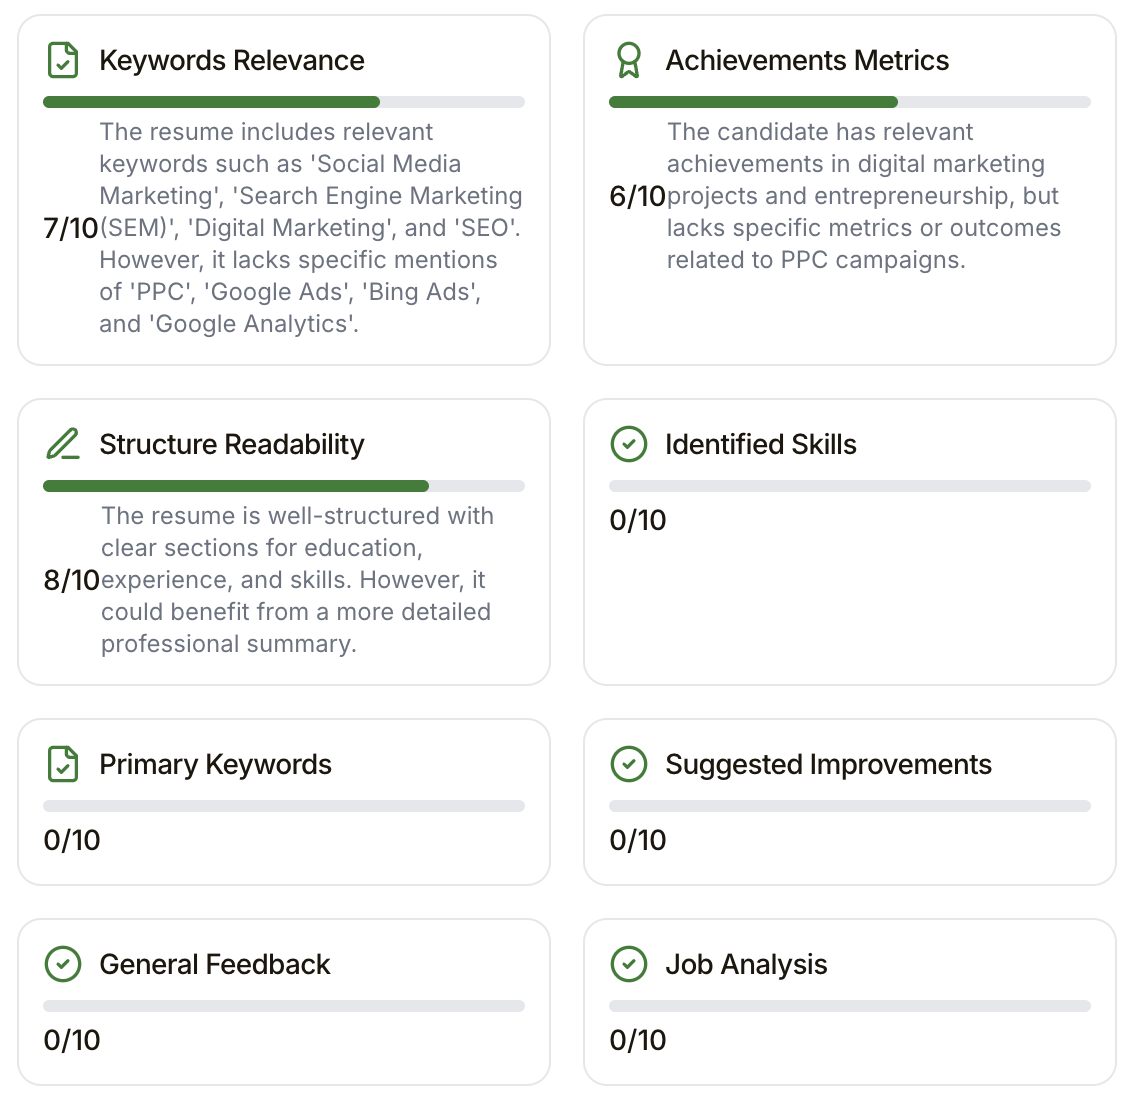 Keywords Relevance
The resume includes relevant
keywords such as 'Social Media
Marketing', 'Search Engine Marketing
7/10(SEM)', 'Digital Marketing', and 'SEO'.
However, it lacks specific mentions
of 'PPC', 'Google Ads', 'Bing Ads',
and 'Google Analytics'.
Achievements Metrics
The candidate has relevant
achievements in digital marketing
6/10projects and entrepreneurship, but
lacks specific metrics or outcomes
related to PPC campaigns.
Structure Readability
The resume is well-structured with
clear sections for education,
8/10experience, and skills. However, it
could benefit from a more detailed
professional summary.
Identified Skills
0/10
Primary Keywords
0/10
Suggested Improvements
0/10
General Feedback
0/10
Job Analysis
0/10